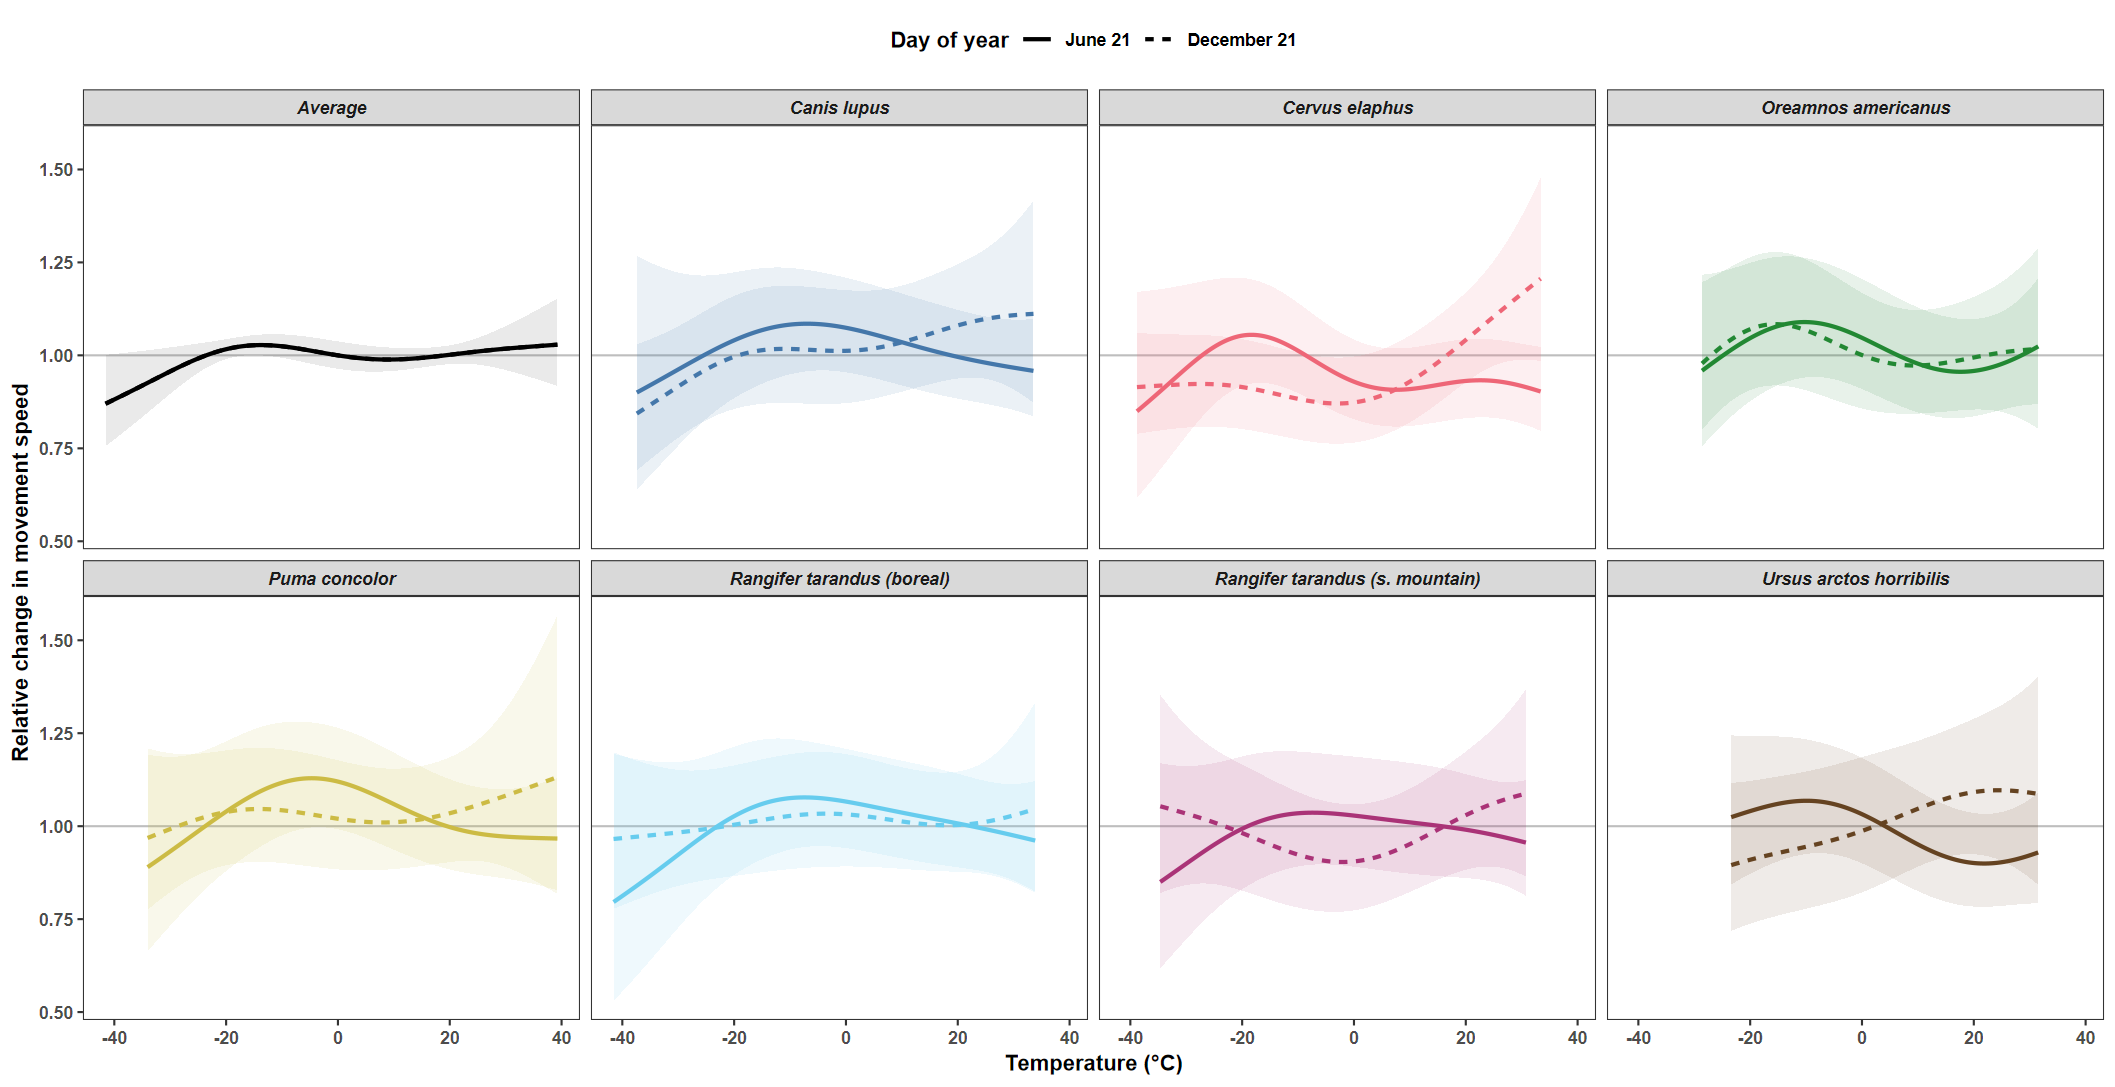 Day of year June 21 December 21
Average Canis lupus Cervus elaphus Oreamnos americanus
1.50
1.25
1.00
0.75
0.50
Relative change in movement speed
Puma concolor Rangifer tarandus (boreal) Rangifer tarandus (s. mountain) Ursus arctos horribilis
1.50
1.25
1.00
0.75
0.50
-40 -20 0 20 40 -40 -20 0 20 40 -40 -20 0 20 40 -40 -20 0 20 40
Temperature (°C)